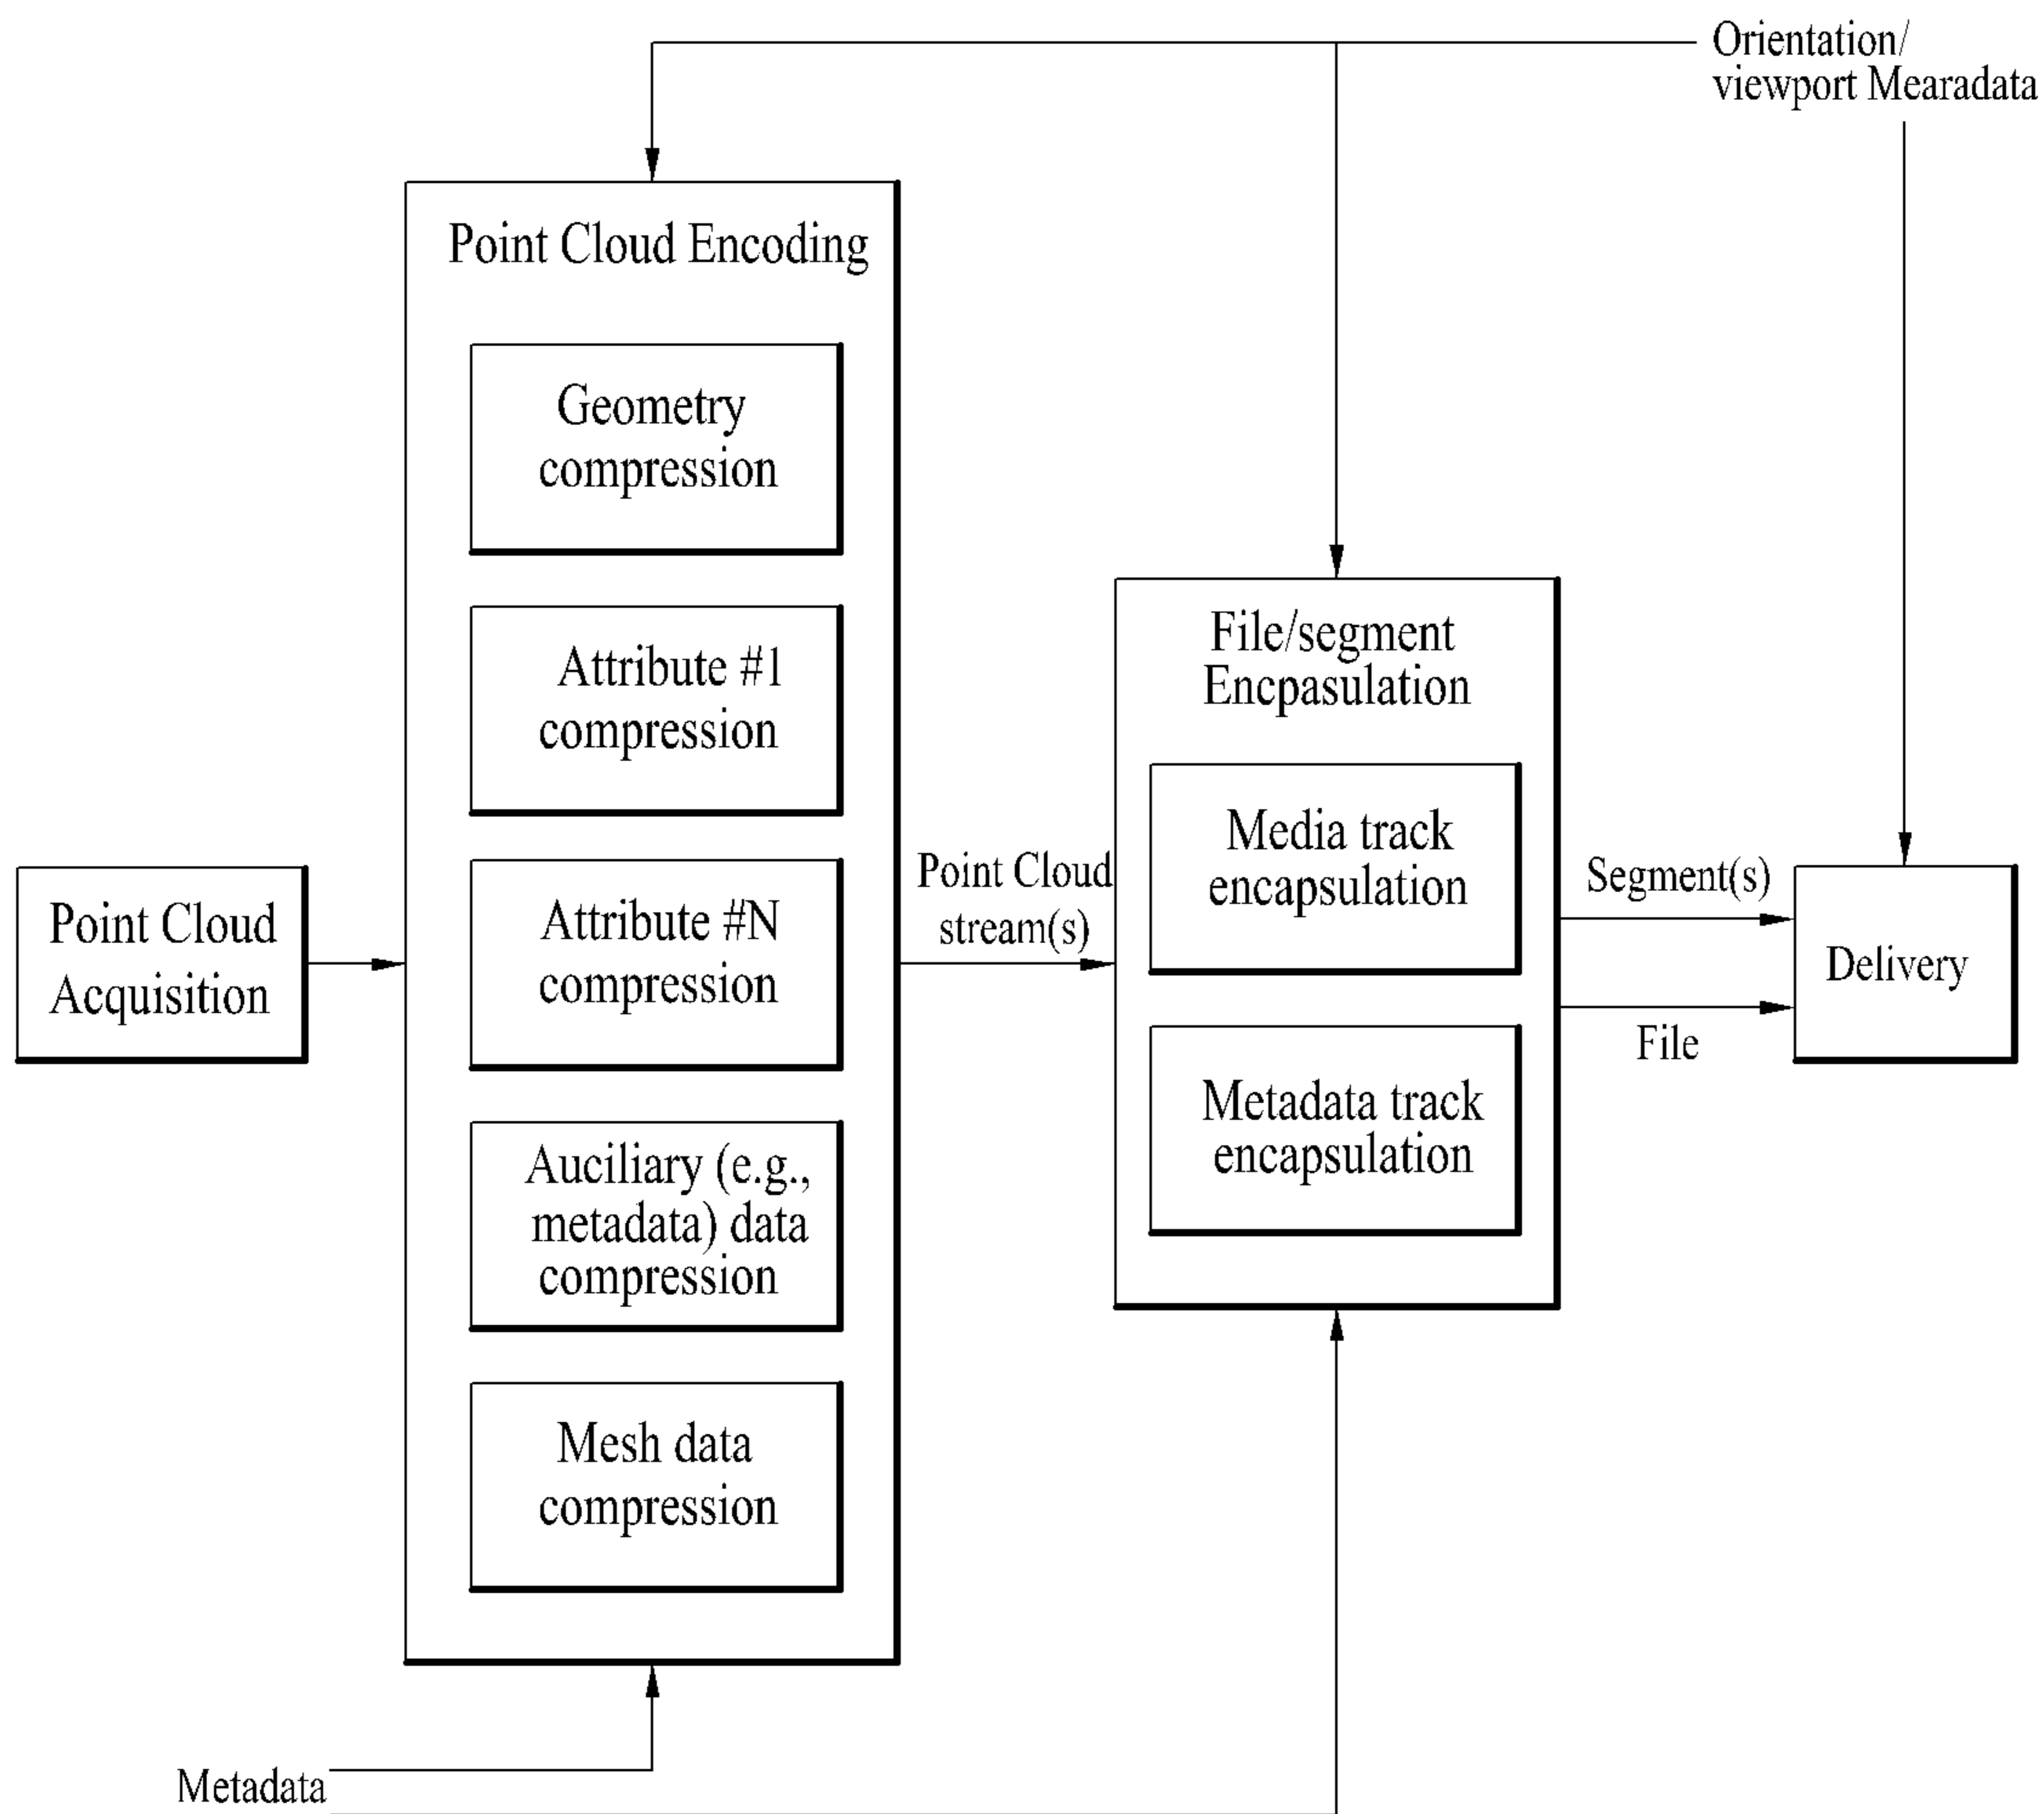 Orientation/
viewport Mearadata
Point Cloud Encoding
Geometry
compression
Attribute #1
compression
Attribute #N
compression
Auciliary (e.g.,
metadata) data
compression
Mesh data
compression
Point Cloud
Acquisition
Point Cloud
stream(s)
File/segment
Encpasulation
Media track
encapsulation
Metadata track
encapsulation
Segment(s)
File
Delivery
Metadata